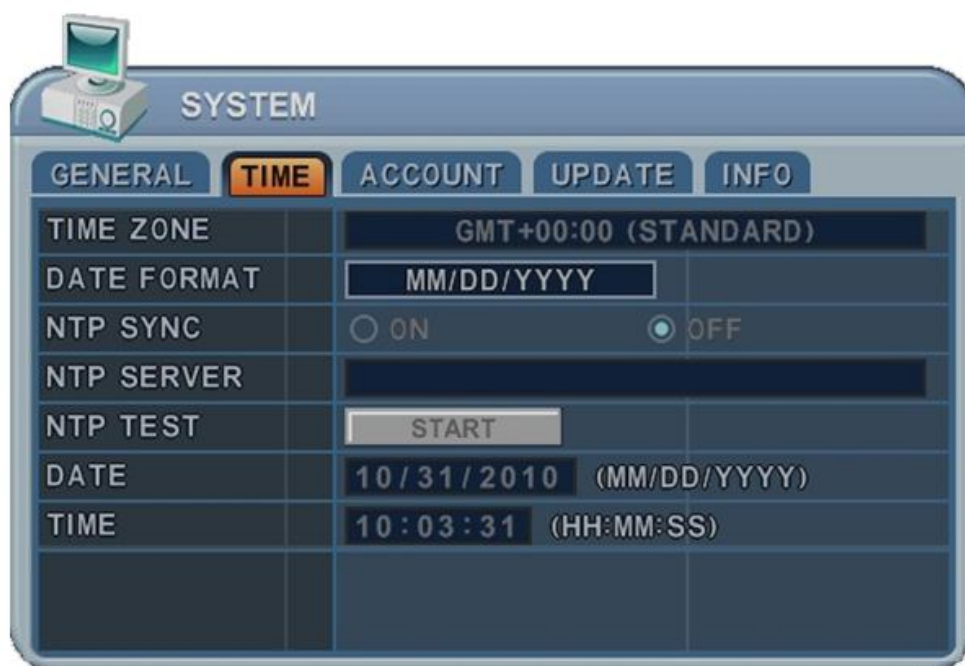 SYSTEM
GENERAL TIME ACCOUNT UPDATE INFO
TIME ZONE GMT+00:00 (STANDARD)
DATE FORMAT MM/DD/YYYY
NTP SYNC ON OFF
NTP SERVER
NTP TEST START
DATE 10/31/2010 (MM/DD/YYYY)
TIME 10:03:31 (HH:MM:SS)